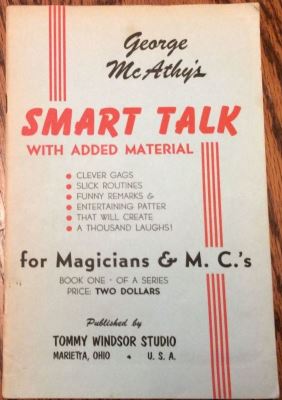 George
McAthy's
SMART TALK
WITH ADDED MATERIAL
• CLEVER GAGS
• SLICK ROUTINES
• FUNNY REMARKS &
• ENTERTAINING PATTER
• THAT WILL CREATE
• A THOUSAND LAUGHS!
for Magicians & M. C.'s
BOOK ONE - OF A SERIES
PRICE: TWO DOLLARS
Published by
TOMMY WINDSOR STUDIO
MARIETTA, OHIO • U. S. A.